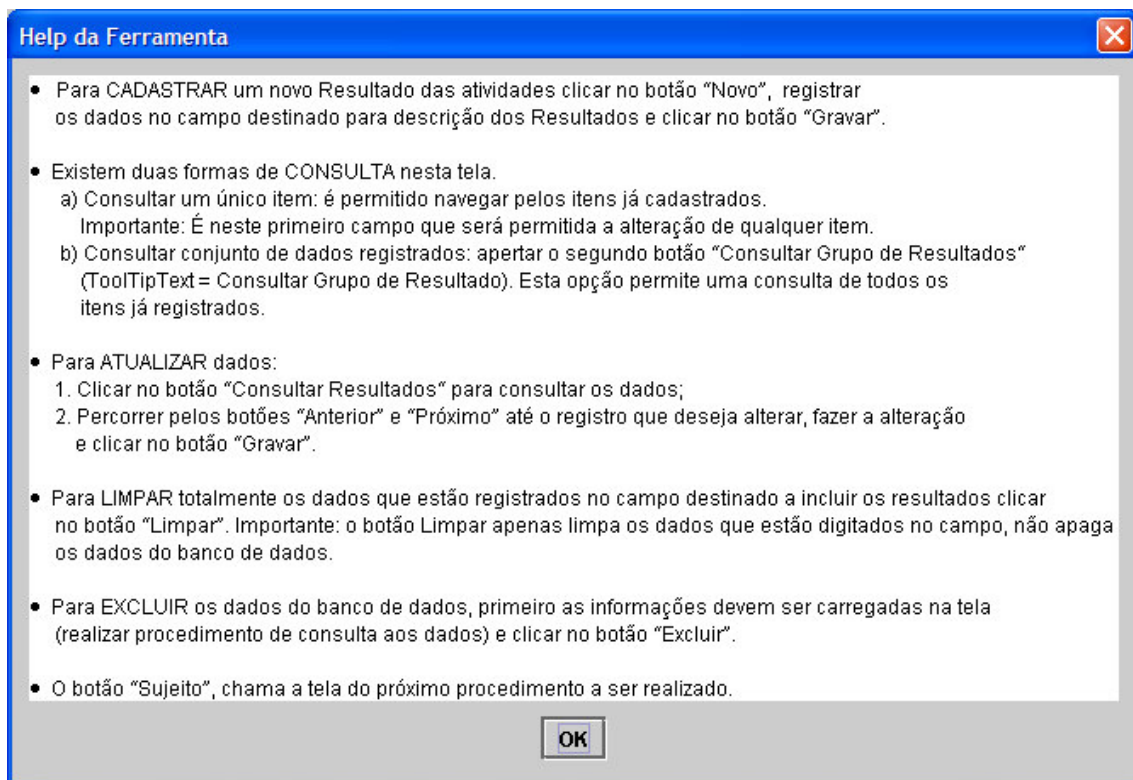 Help da Ferramenta
• Para CADASTRAR um novo Resultado das atividades clicar no botão “Novo”, registrar
os dados no campo destinado para descrição dos Resultados e clicar no botão “Gravar”.
• Existem duas formas de CONSULTA nesta tela.
a) Consultar um único item: é permitido navegar pelos itens já cadastrados.
Importante: É neste primeiro campo que será permitida a alteração de qualquer item.
b) Consultar conjunto de dados registrados: apertar o segundo botão “Consultar Grupo de Resultados“
(ToolTipText = Consultar Grupo de Resultado). Esta opção permite uma consulta de todos os
itens já registrados.
• Para ATUALIZAR dados:
1. Clicar no botão “Consultar Resultados“ para consultar os dados;
2. Percorrer pelos botões “Anterior” e “Próximo” até o registro que deseja alterar, fazer a alteração
e clicar no botão “Gravar”.
• Para LIMPAR totalmente os dados que estão registrados no campo destinado a incluir os resultados clicar
no botão “Limpar”. Importante: o botão Limpar apenas limpa os dados que estão digitados no campo, não apaga
os dados do banco de dados.
• Para EXCLUIR os dados do banco de dados, primeiro as informações devem ser carregadas na tela
(realizar procedimento de consulta aos dados) e clicar no botão “Excluir”.
• O botão “Sujeito”, chama a tela do próximo procedimento a ser realizado.
OK